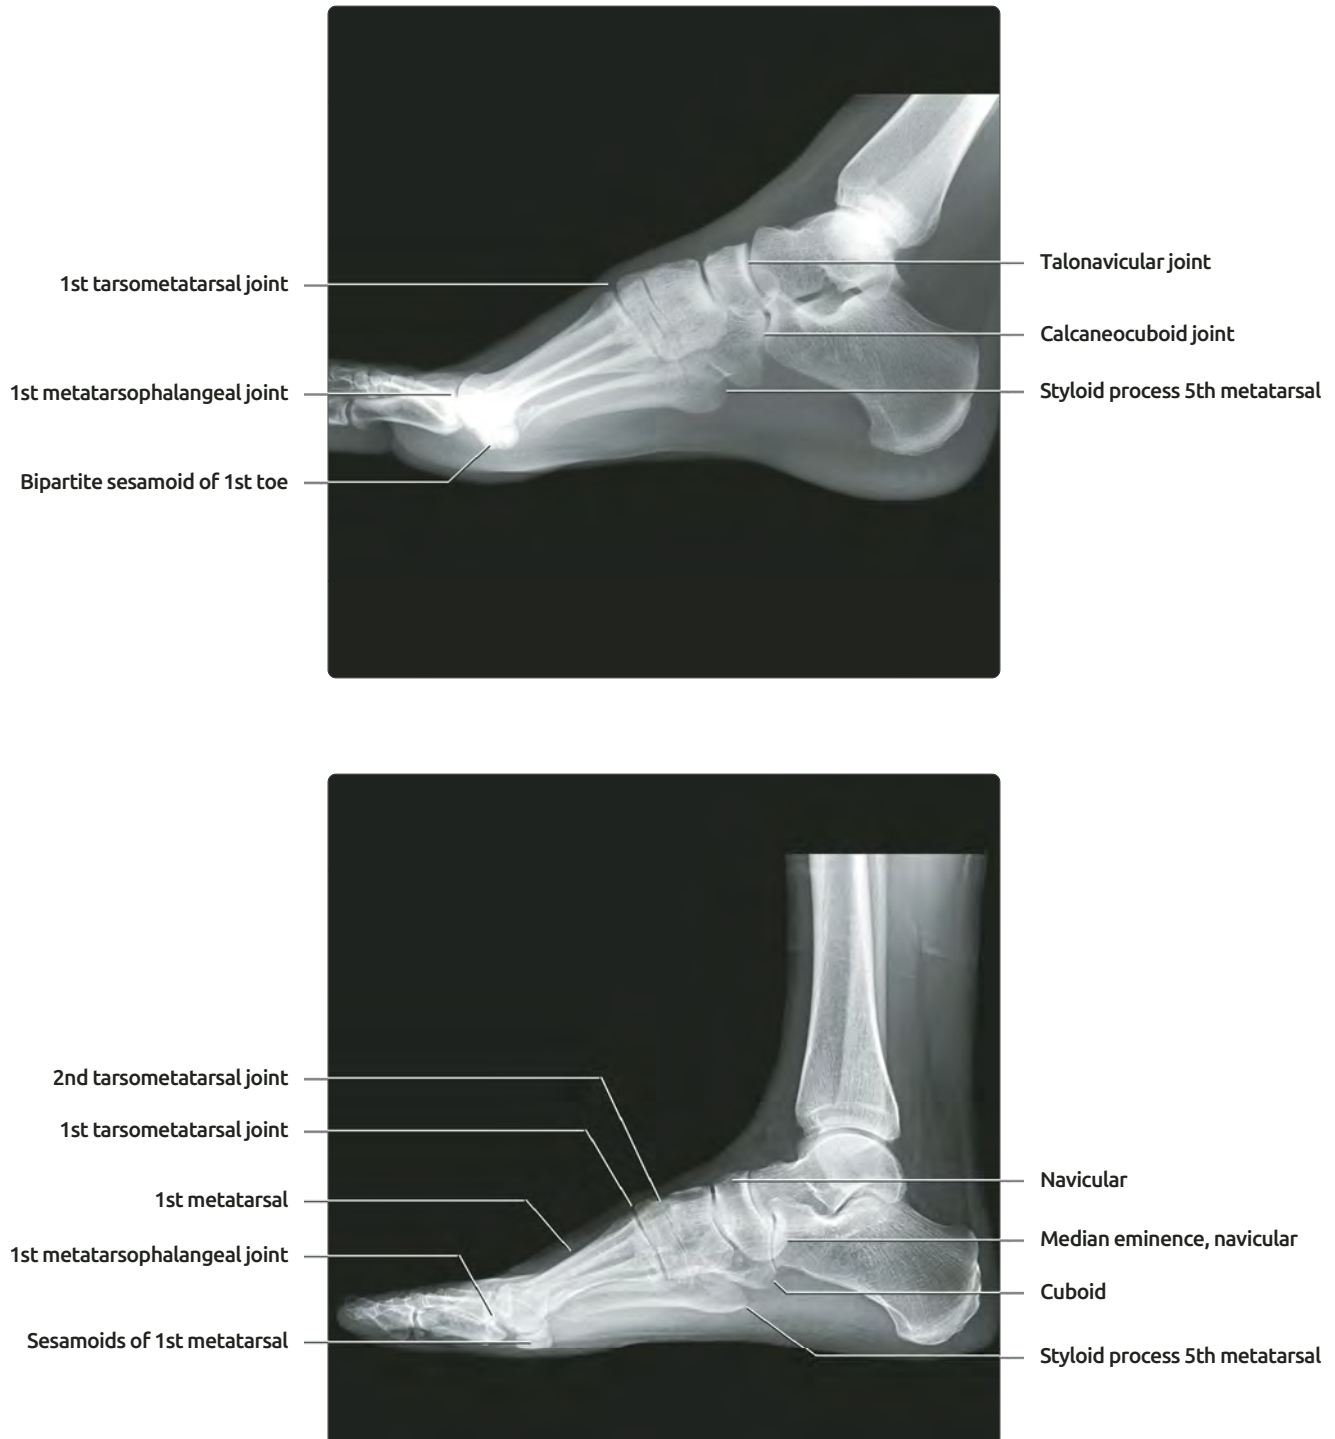 1st tarsometatarsal joint
1st metatarsophalangeal joint
Bipartite sesamoid of 1st toe
Talonavicular joint
Calcaneocuboid joint
Styloid process 5th metatarsal
2nd tarsometatarsal joint
1st tarsometatarsal joint
1st metatarsal
1st metatarsophalangeal joint
Sesamoids of 1st metatarsal
Navicular
Median eminence, navicular
Cuboid
Styloid process 5th metatarsal